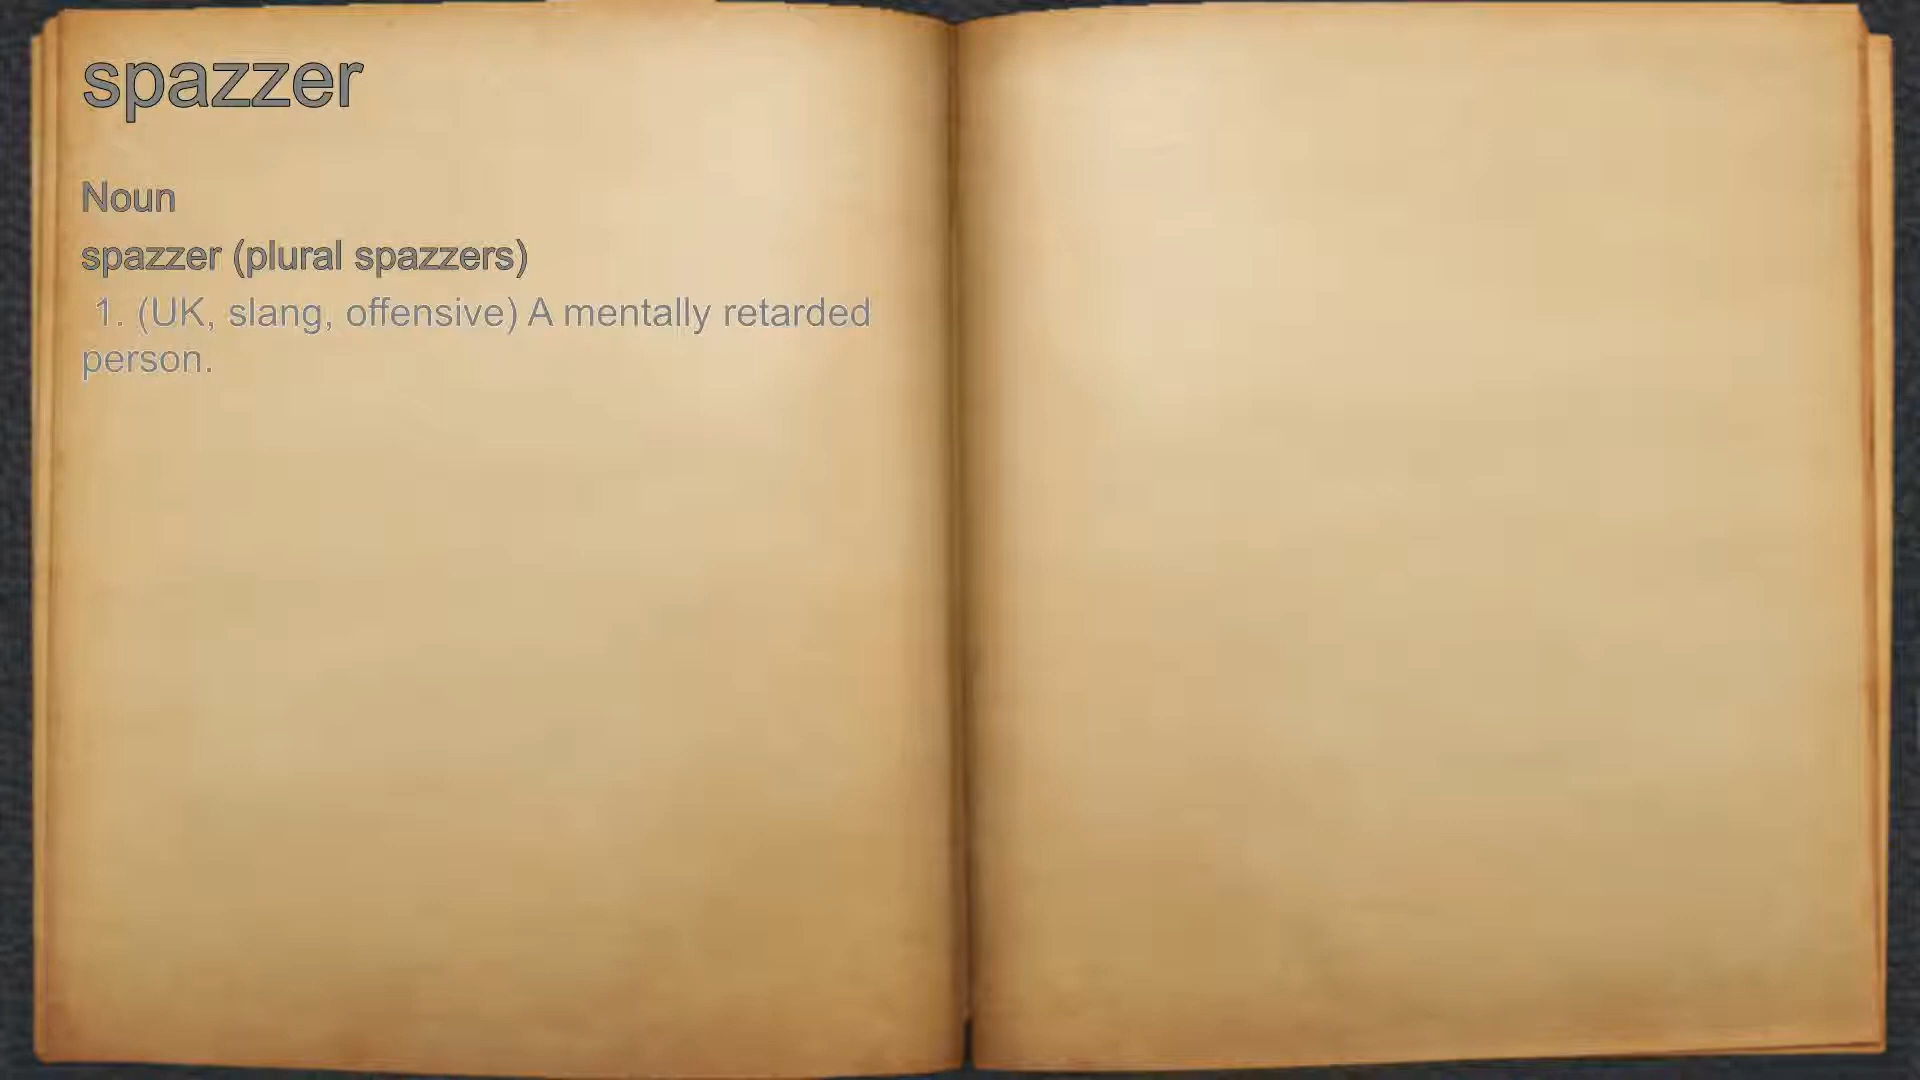 spazzer
Noun
spazzer (plural spazzers)
1. (UK, slang, offensive) A mentally retarded
person.